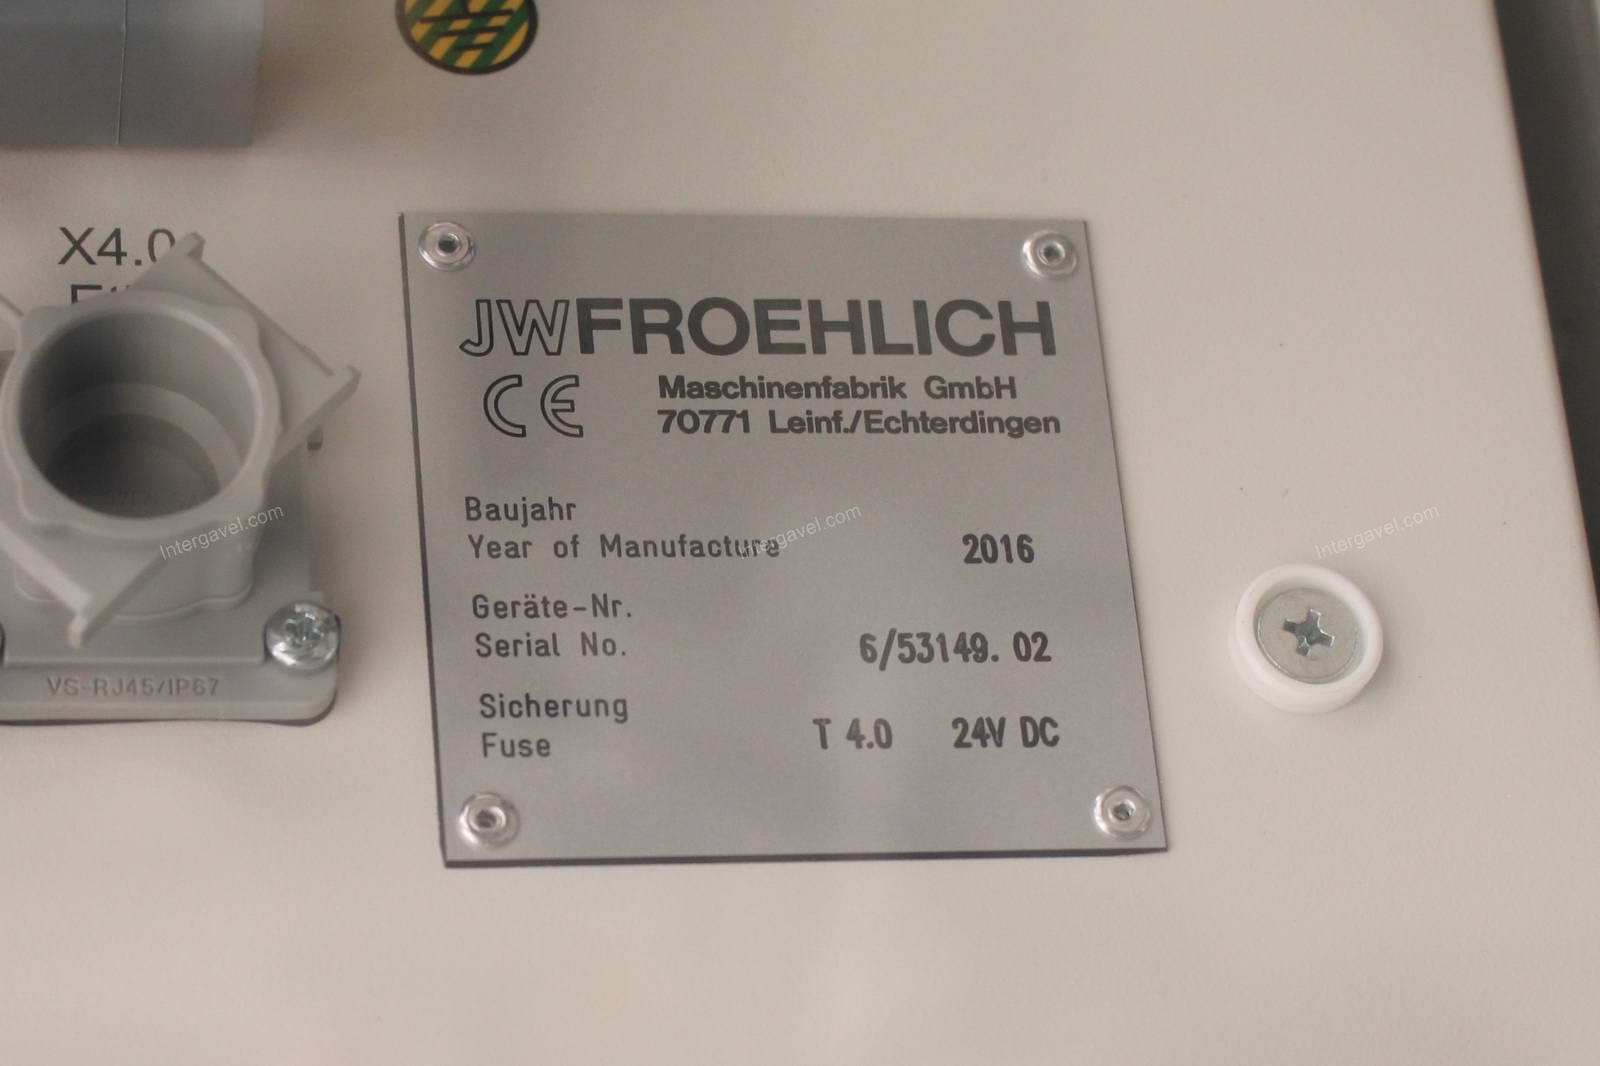 X4.0
JWFROEHLICH
CE
Maschinenfabrik GmbH
70771 Leinf./Echterdingen
Baujahr
Year of Manufacture 2016
Geräte-Nr.
Serial No. 6/53149.02
Sicherung
Fuse T 4.0 24V DC
VS-RJ45/IP67
Intergavel.com
Intergavel.com
Intergavel.com